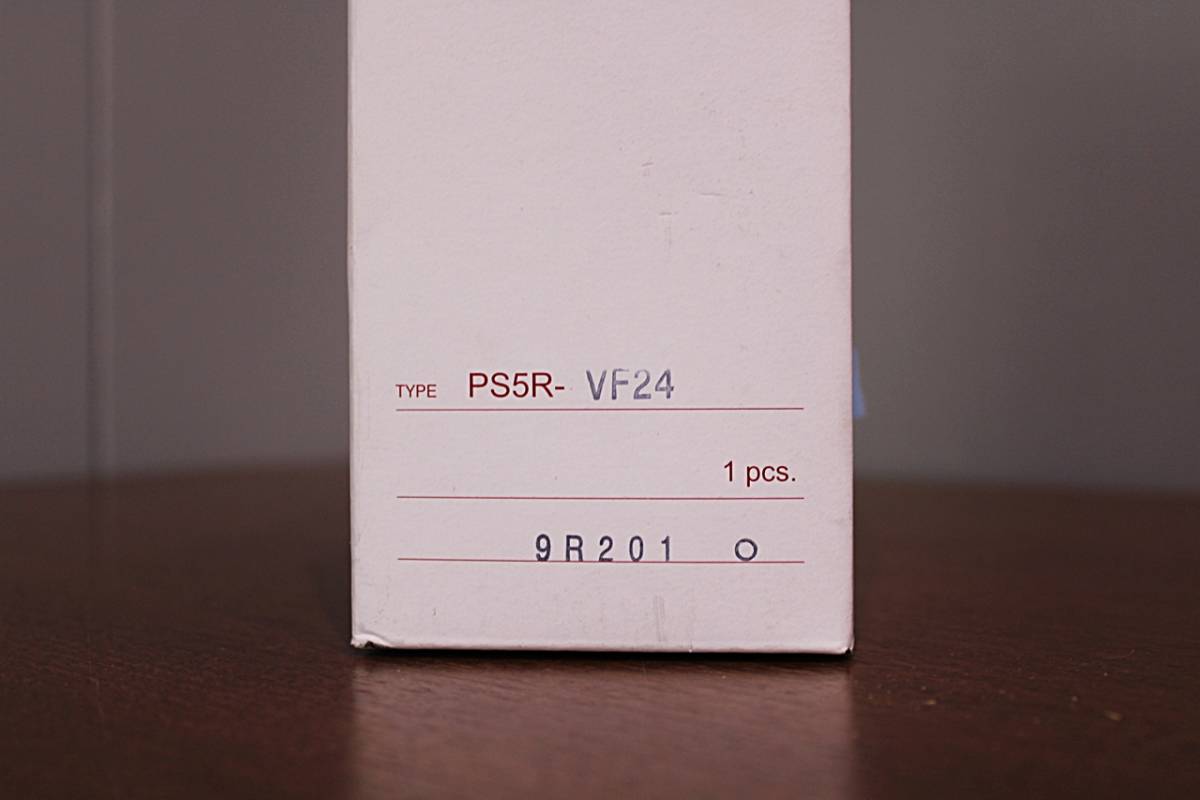 TYPE PS5R- VF24
1 pcs.
9R201 O